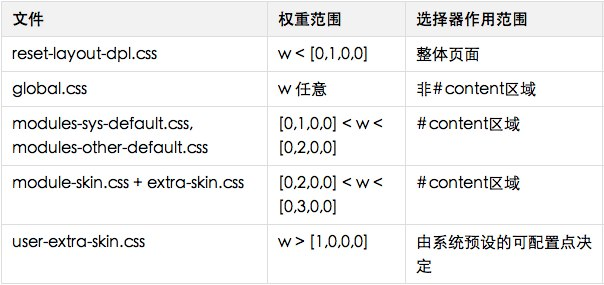 文件 权重范围 选择器作用范围
reset-layout-dpl.css w < [0,1,0,0] 整体页面
global.css w 任意 非#content区域
modules-sys-default.css, [0,1,0,0] < w < #content区域
modules-other-default.css [0,2,0,0]
module-skin.css + extra-skin.css [0,2,0,0] < w < #content区域
[0,3,0,0]
user-extra-skin.css w > [1,0,0,0] 由系统预设的可配置点决
定